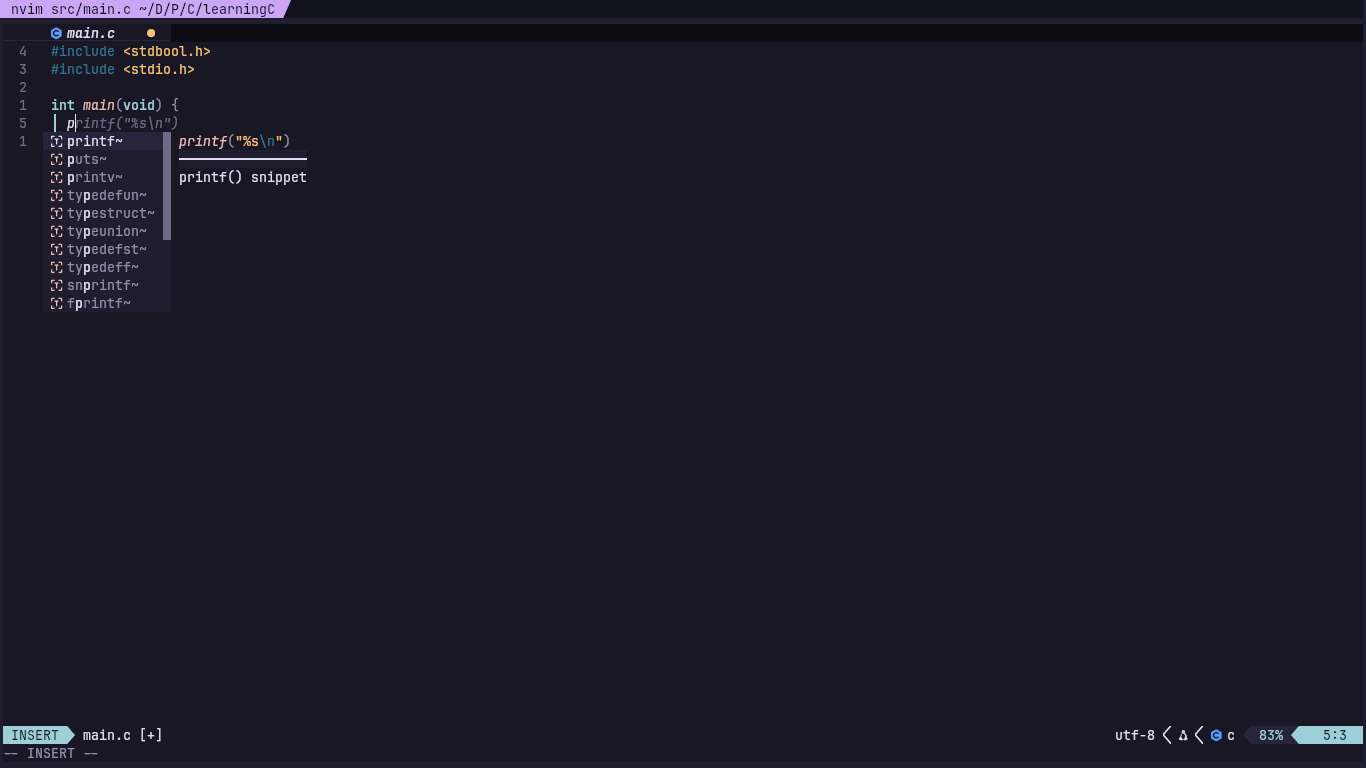 nvim src/main.c ~/D/P/C/learningC
main.c
4 #include <stdbool.h>
3 #include <stdio.h>
2
1 int main(void) {
5 printf("%s\n")
1 printf~ printf("%s\n")
puts~
printv~ printf() snippet
typedefun~
typestruct~
typeunion~
typedefst~
typedeff~
snprintf~
fprintf~
INSERT main.c [+] utf-8 c 83% 5:3
-- INSERT --